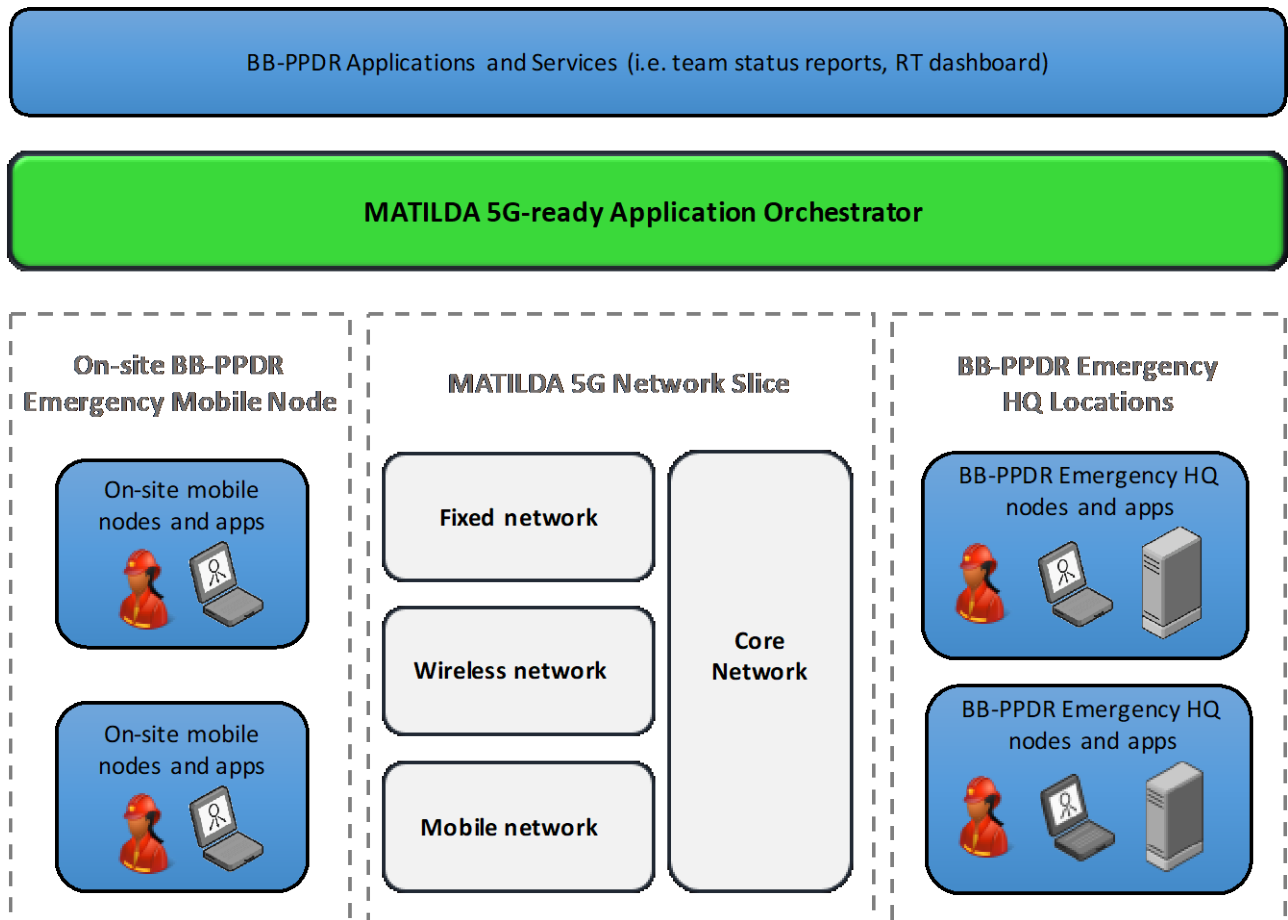 BB-PPDR Applications and Services (i.e. team status reports, RT dashboard)
MATILDA 5G-ready Application Orchestrator
On-site BB-PPDR
Emergency Mobile Node
On-site mobile
nodes and apps
On-site mobile
nodes and apps
MATILDA 5G Network Slice
Fixed network
Wireless network
Mobile network
Core
Network
BB-PPDR Emergency
HQ Locations
BB-PPDR Emergency HQ
nodes and apps
BB-PPDR Emergency HQ
nodes and apps